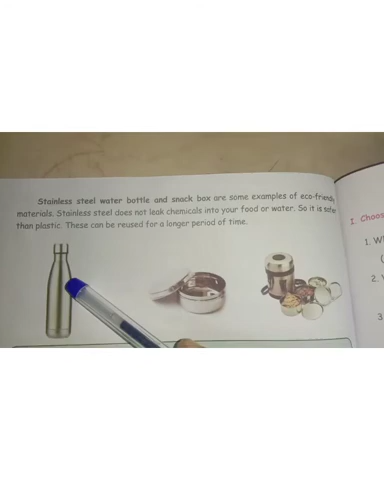 Stainless steel water bottle and snack box are some examples of eco-friendly
materials. Stainless steel does not leak chemicals into your food or water. So it is safer
than plastic. These can be reused for a longer period of time.
I. Choos
1. W
(
2.
3